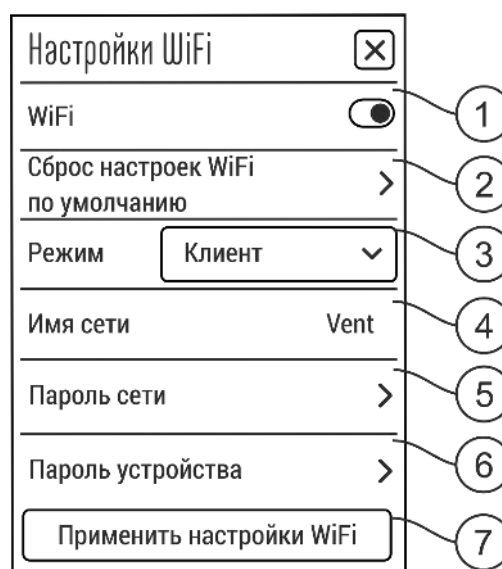 Настройки WiFi
WiFi
1
Сброс настроек WiFi
по умолчанию
2
Режим
Клиент
3
Имя сети
Vent
4
Пароль сети
5
Пароль устройства
6
Применить настройки WiFi
7